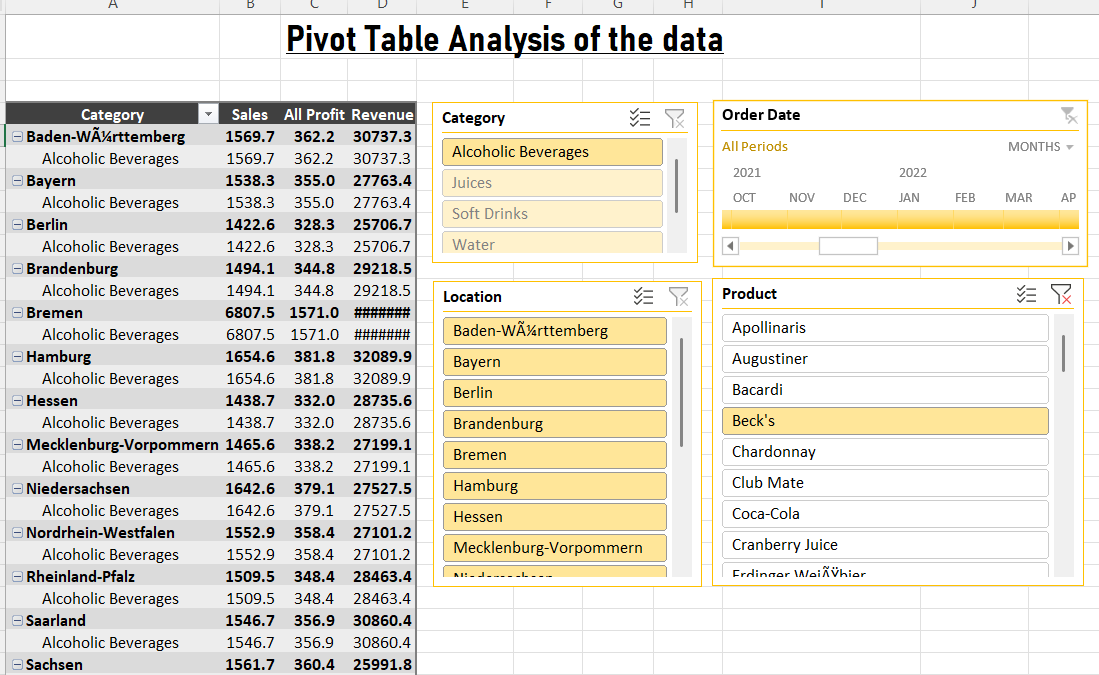 A B C D E F G H I J
Pivot Table Analysis of the data
Category Sales All Profit Revenue
Baden-WÃ¼rttemberg 1569.7 362.2 30737.3
Alcoholic Beverages 1569.7 362.2 30737.3
Bayern 1538.3 355.0 27763.4
Alcoholic Beverages 1538.3 355.0 27763.4
Berlin 1422.6 328.3 25706.7
Alcoholic Beverages 1422.6 328.3 25706.7
Brandenburg 1494.1 344.8 29218.5
Alcoholic Beverages 1494.1 344.8 29218.5
Bremen 6807.5 1571.0 #######
Alcoholic Beverages 6807.5 1571.0 #######
Hamburg 1654.6 381.8 32089.9
Alcoholic Beverages 1654.6 381.8 32089.9
Hessen 1438.7 332.0 28735.6
Alcoholic Beverages 1438.7 332.0 28735.6
Mecklenburg-Vorpommern 1465.6 338.2 27199.1
Alcoholic Beverages 1465.6 338.2 27199.1
Niedersachsen 1642.6 379.1 27527.5
Alcoholic Beverages 1642.6 379.1 27527.5
Nordrhein-Westfalen 1552.9 358.4 27101.2
Alcoholic Beverages 1552.9 358.4 27101.2
Rheinland-Pfalz 1509.5 348.4 28463.4
Alcoholic Beverages 1509.5 348.4 28463.4
Saarland 1546.7 356.9 30860.4
Alcoholic Beverages 1546.7 356.9 30860.4
Sachsen 1561.7 360.4 25991.8
Category
Alcoholic Beverages
Juices
Soft Drinks
Water
Order Date
All Periods MONTHS
2021 2022
OCT NOV DEC JAN FEB MAR AP
Location
Baden-WÃ¼rttemberg
Bayern
Berlin
Brandenburg
Bremen
Hamburg
Hessen
Mecklenburg-Vorpommern
Niedersachsen
Product
Apollinaris
Augustiner
Bacardi
Beck's
Chardonnay
Club Mate
Coca-Cola
Cranberry Juice
Erdinger WeiÃŸbier